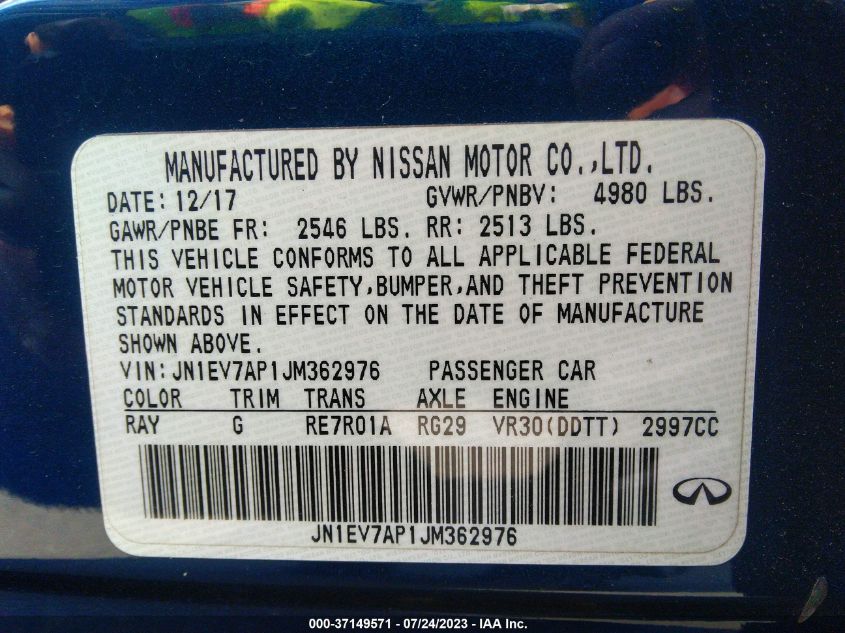 MANUFACTURED BY NISSAN MOTOR CO.,LTD.
DATE: 12/17 GVWR/PNBV: 4980 LBS.
GAWR/PNBE FR: 2546 LBS. RR: 2513 LBS.
THIS VEHICLE CONFORMS TO ALL APPLICABLE FEDERAL
MOTOR VEHICLE SAFETY,BUMPER,AND THEFT PREVENTION
STANDARDS IN EFFECT ON THE DATE OF MANUFACTURE
SHOWN ABOVE.
VIN:JN1EV7AP1JM362976 PASSENGER CAR
COLOR TRIM TRANS AXLE ENGINE
RAY G RE7R01A RG29 VR30(DDTT) 2997CC
JN1EV7AP1JM362976
000-37149571 - 07/24/2023 - IAA Inc.